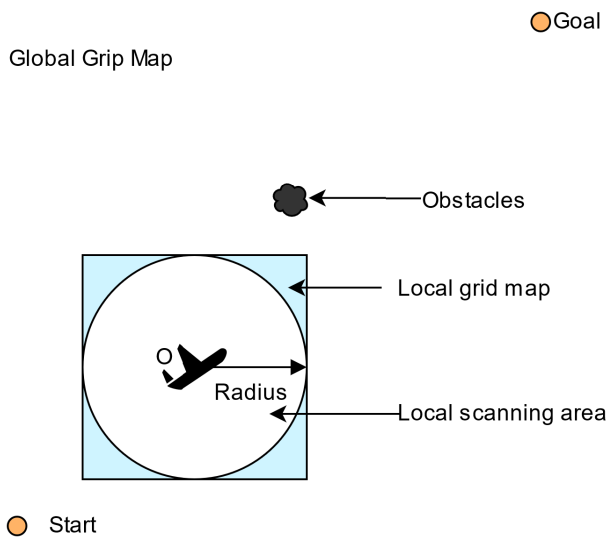 Goal
Global Grip Map
Obstacles
Local grid map
O
Radius
Local scanning area
Start